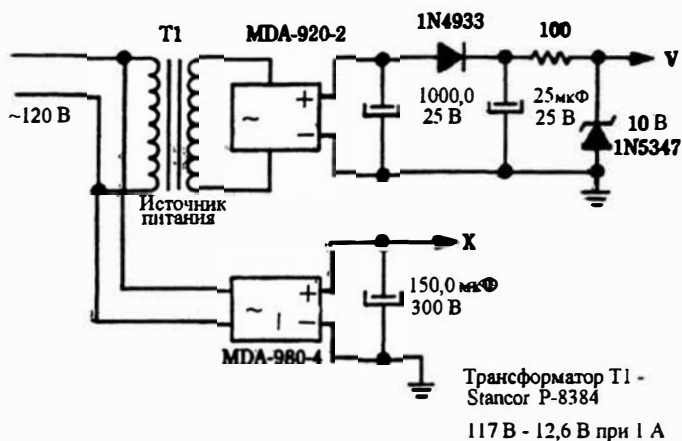 T1
MDA-920-2
1N4933
100
V
~120 В
~
+
−
1000,0
25 В
25мкФ
25 В
10 В
1N5347
Источник
питания
X
~
+
−
150,0 мкФ
300 В
MDA-980-4
Трансформатор T1 -
Stancor P-8384
117 В - 12,6 В при 1 А